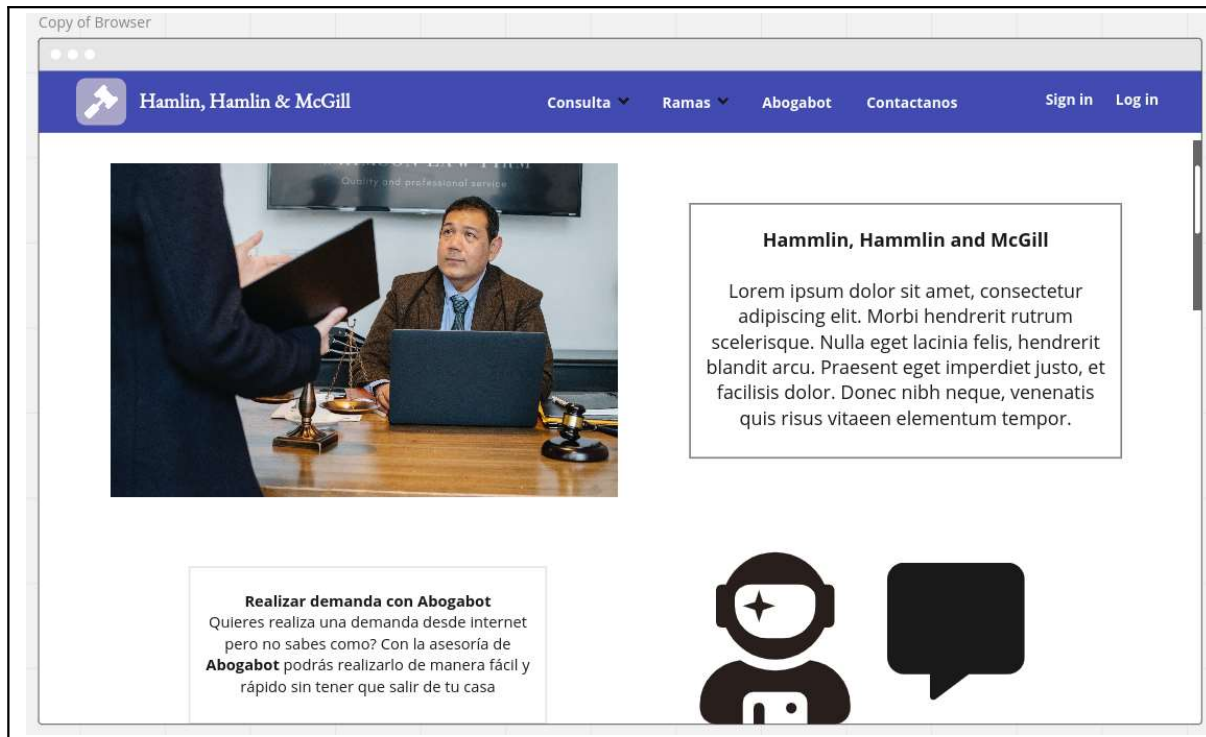 Copy of Browser
Hamlin, Hamlin & McGill
Consulta
Ramas
Abogabot
Contactanos
Sign in
Log in
LAW FIRM
Quality and professional service
Hammlin, Hammlin and McGill
Lorem ipsum dolor sit amet, consectetur
adipiscing elit. Morbi hendrerit rutrum
scelerisque. Nulla eget lacinia felis, hendrerit
blandit arcu. Praesent eget imperdiet justo, et
facilisis dolor. Donec nibh neque, venenatis
quis risus vitaeen elementum tempor.
Realizar demanda con Abogabot
Quieres realiza una demanda desde internet
pero no sabes como? Con la asesoría de
Abogabot podrás realizarlo de manera fácil y
rápido sin tener que salir de tu casa